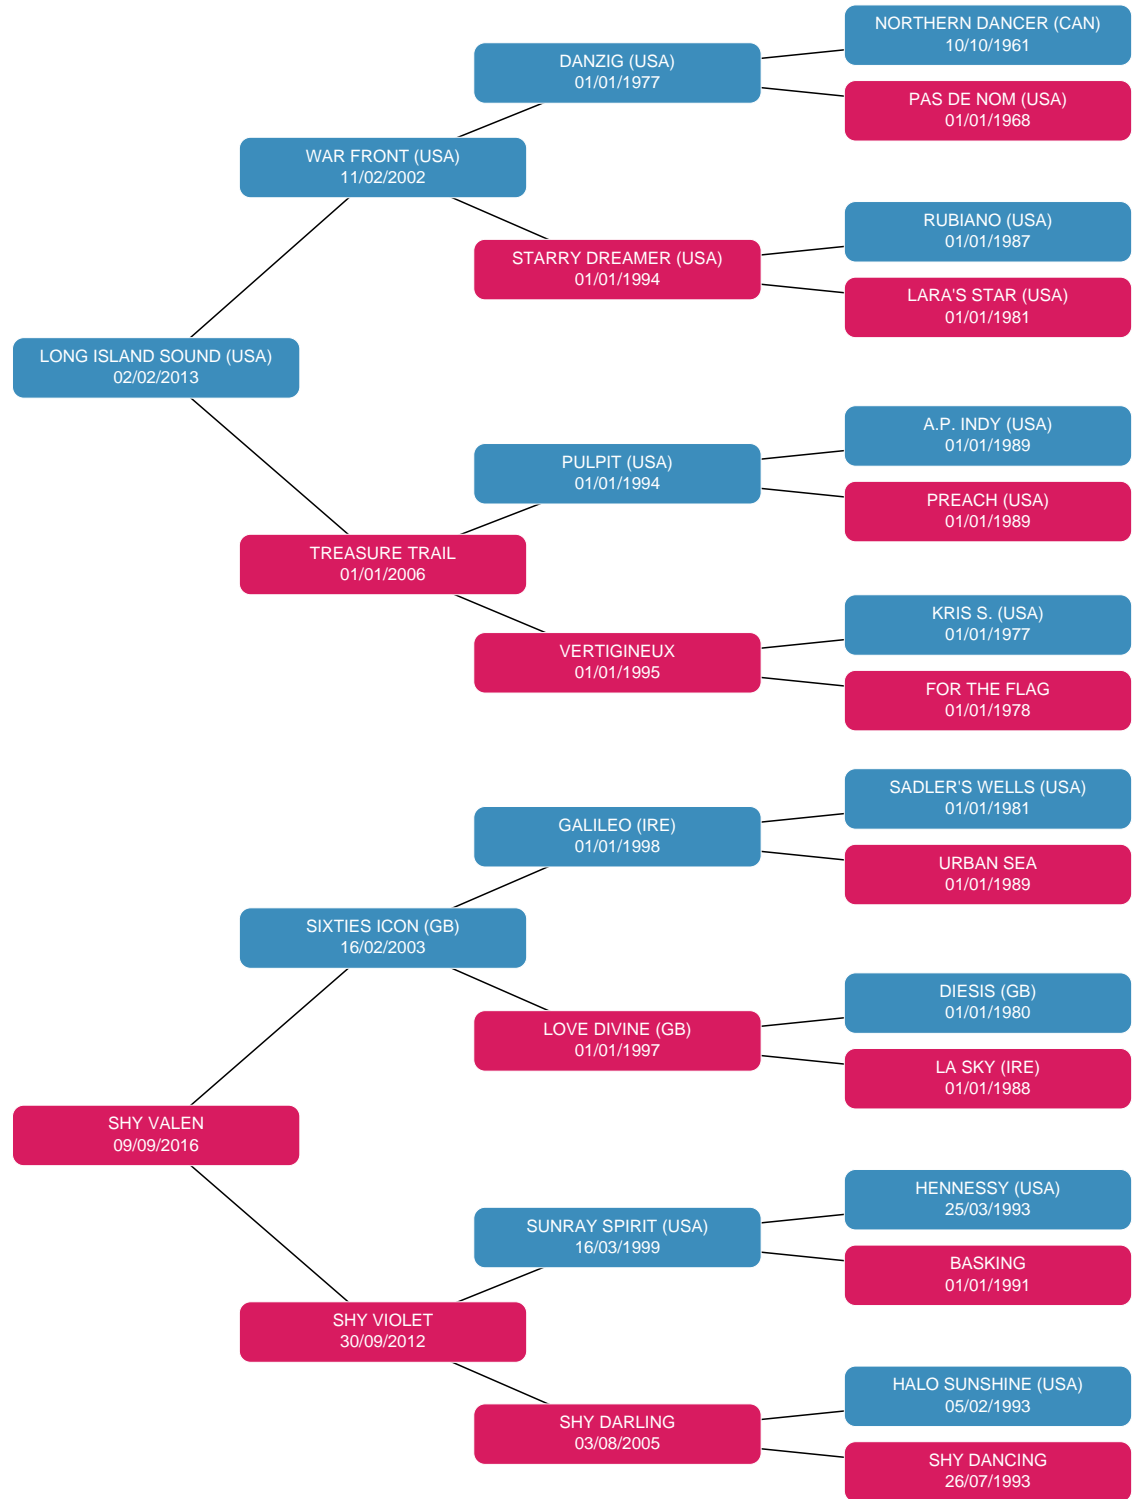 NORTHERN DANCER (CAN)
10/10/1961
DANZIG (USA)
01/01/1977
PAS DE NOM (USA)
01/01/1968
WAR FRONT (USA)
11/02/2002
RUBIANO (USA)
01/01/1987
STARRY DREAMER (USA)
01/01/1994
LARA'S STAR (USA)
01/01/1981
LONG ISLAND SOUND (USA)
02/02/2013
A.P. INDY (USA)
01/01/1989
PULPIT (USA)
01/01/1994
PREACH (USA)
01/01/1989
TREASURE TRAIL
01/01/2006
KRIS S. (USA)
01/01/1977
VERTIGINEUX
01/01/1995
FOR THE FLAG
01/01/1978
SADLER'S WELLS (USA)
01/01/1981
GALILEO (IRE)
01/01/1998
URBAN SEA
01/01/1989
SIXTIES ICON (GB)
16/02/2003
DIESIS (GB)
01/01/1980
LOVE DIVINE (GB)
01/01/1997
LA SKY (IRE)
01/01/1988
SHY VALEN
09/09/2016
HENNESSY (USA)
25/03/1993
SUNRAY SPIRIT (USA)
16/03/1999
BASKING
01/01/1991
SHY VIOLET
30/09/2012
HALO SUNSHINE (USA)
05/02/1993
SHY DARLING
03/08/2005
SHY DANCING
26/07/1993